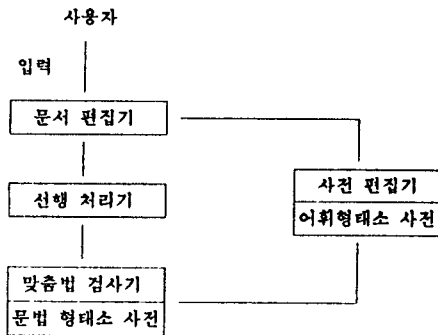 사용자
입력
문서 편집기
선행 처리기
사전 편집기
어휘형태소 사전
맞춤법 검사기
문법 형태소 사전